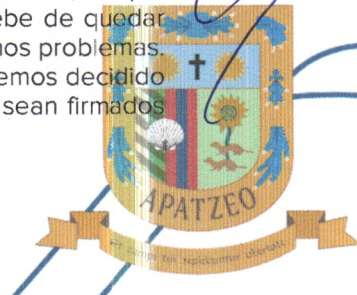 ebe de quedar
nos problemas.
emos decidido
sean firmados
APATZEO